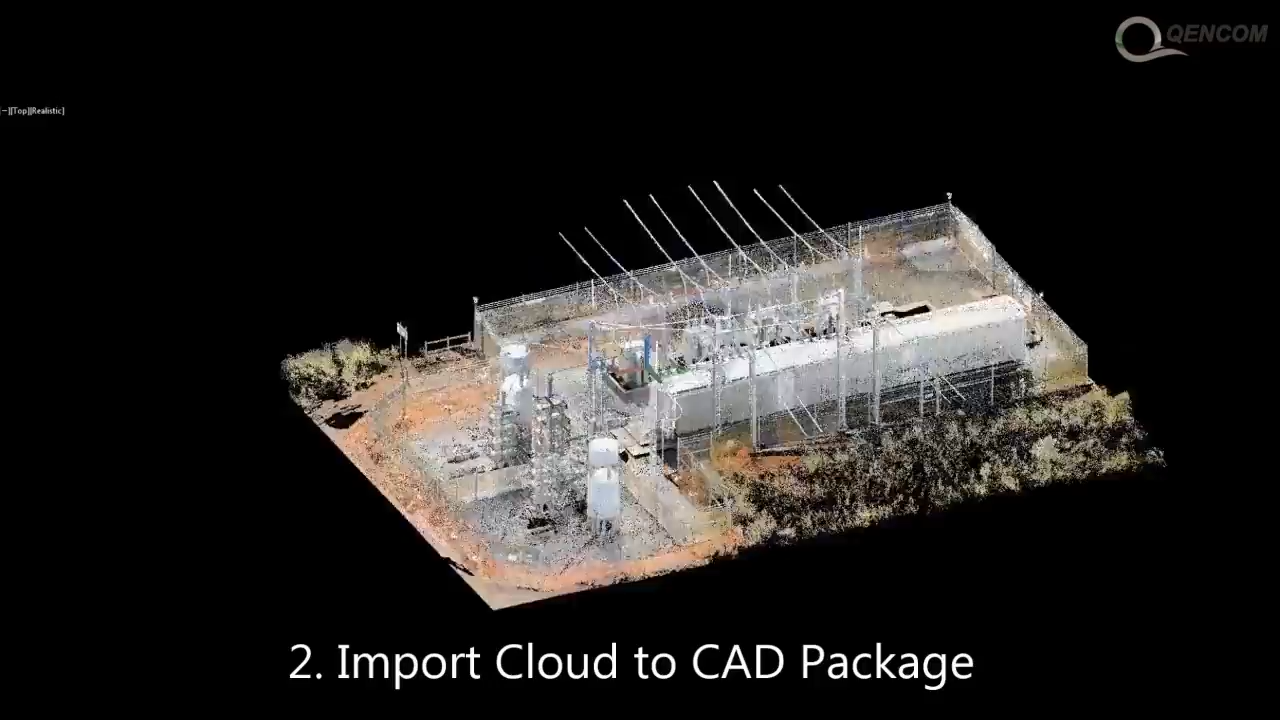 QENCOM
[−][Top][Realistic]
2. Import Cloud to CAD Package